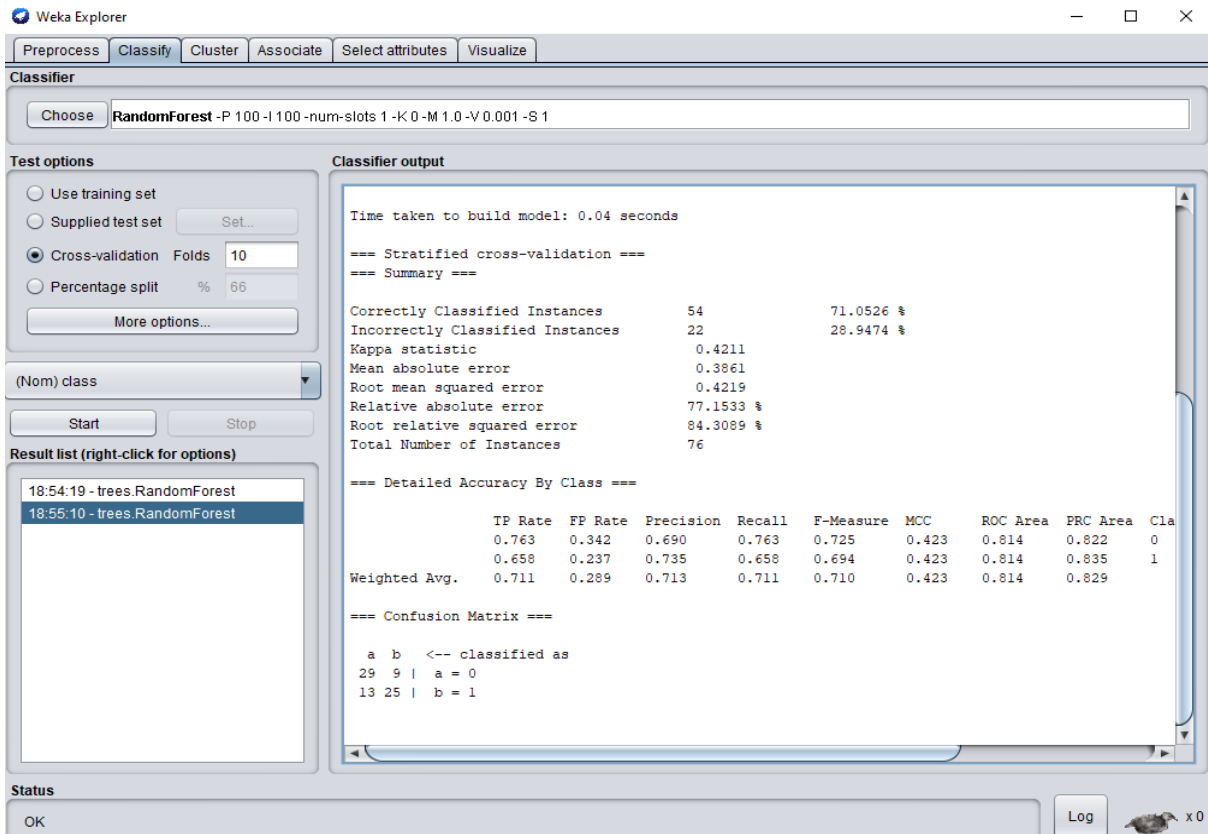 Weka Explorer
Preprocess Classify Cluster Associate Select attributes Visualize
Classifier
Choose RandomForest -P 100 -I 100 -num-slots 1 -K 0 -M 1.0 -V 0.001 -S 1
Test options
Use training set
Supplied test set Set...
Cross-validation Folds 10
Percentage split % 66
More options...
(Nom) class
Start Stop
Result list (right-click for options)
18:54:19 - trees.RandomForest
18:55:10 - trees.RandomForest
Classifier output
Time taken to build model: 0.04 seconds
=== Stratified cross-validation ===
=== Summary ===
Correctly Classified Instances 54 71.0526 %
Incorrectly Classified Instances 22 28.9474 %
Kappa statistic 0.4211
Mean absolute error 0.3861
Root mean squared error 0.4219
Relative absolute error 77.1533 %
Root relative squared error 84.3089 %
Total Number of Instances 76
=== Detailed Accuracy By Class ===
TP Rate FP Rate Precision Recall F-Measure MCC ROC Area PRC Area Cla
0.763 0.342 0.690 0.763 0.725 0.423 0.814 0.822 0
0.658 0.237 0.735 0.658 0.694 0.423 0.814 0.835 1
Weighted Avg. 0.711 0.289 0.713 0.711 0.710 0.423 0.814 0.829
=== Confusion Matrix ===
a b <-- classified as
29 9 | a = 0
13 25 | b = 1
Status
OK
Log x 0